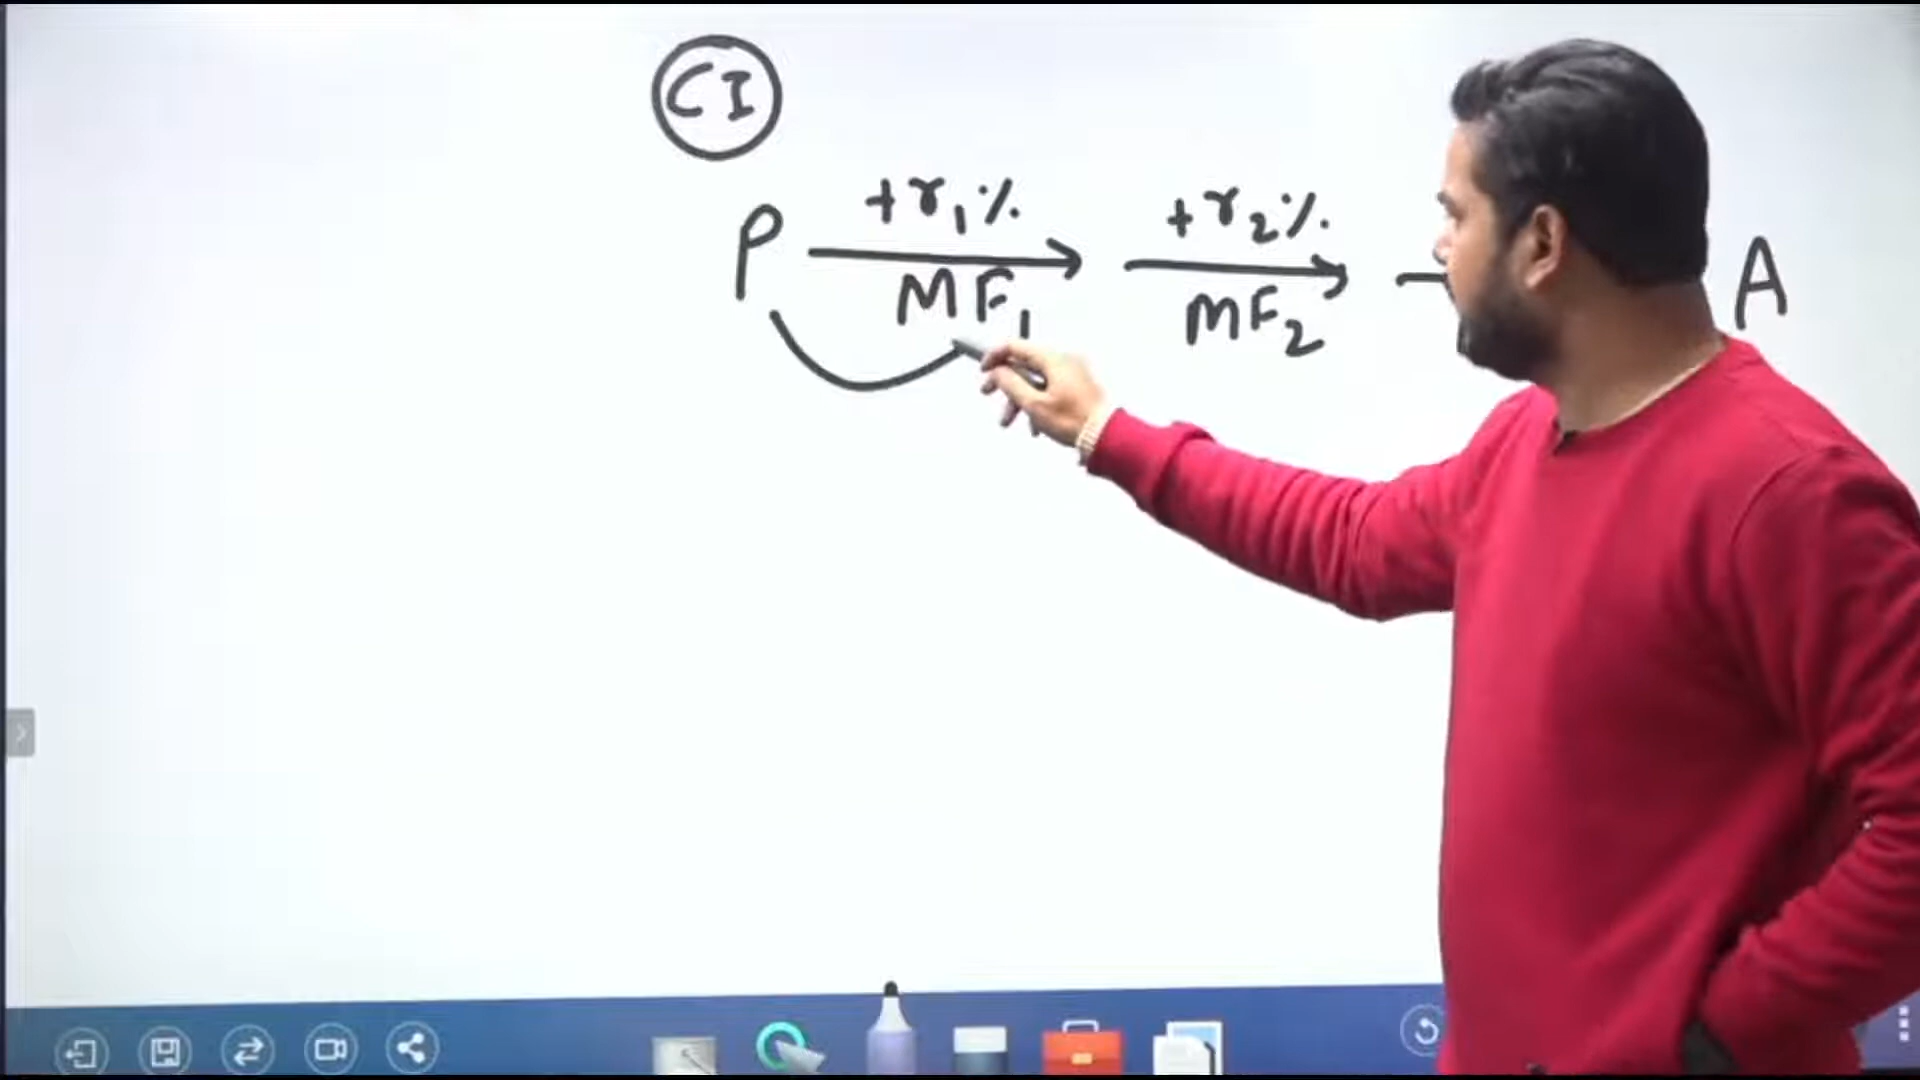 CI
+r₁% +r₂%
P A
MF₁ MF₂